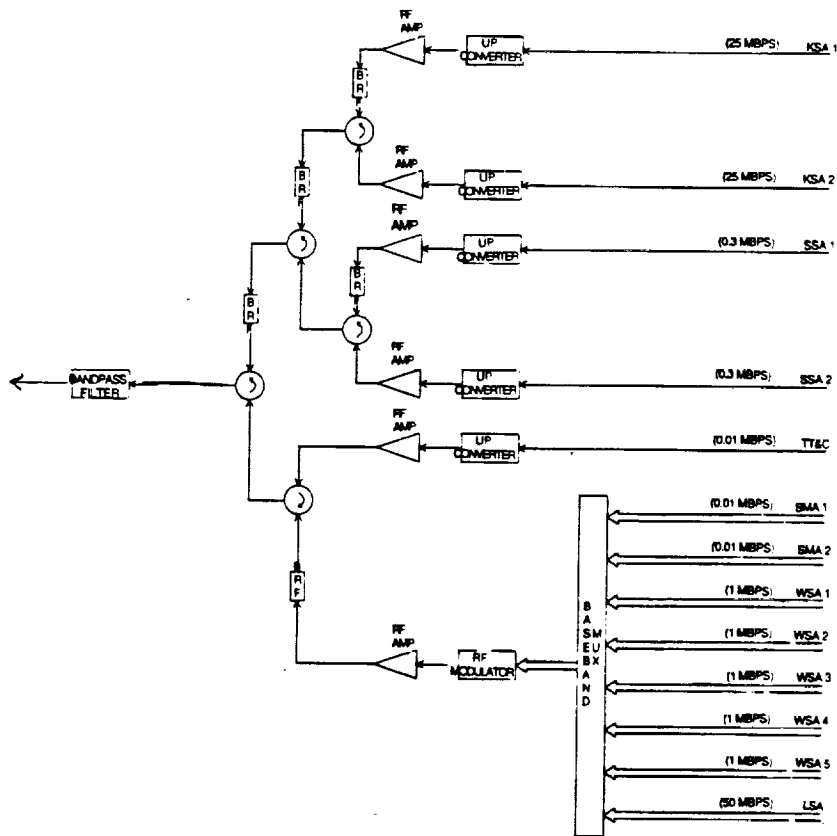 RF
AMP
UP
CONVERTER
(25 MBPS) KSA 1
B
R
F
RF
AMP
UP
CONVERTER
(25 MBPS) KSA 2
B
R
F
RF
AMP
UP
CONVERTER
(0.3 MBPS) SSA 1
B
R
F
B
R
F
RF
AMP
UP
CONVERTER
(0.3 MBPS) SSA 2
BANDPASS
FILTER
RF
AMP
UP
CONVERTER
(0.01 MBPS) TT&C
(0.01 MBPS) SMA 1
(0.01 MBPS) SMA 2
B
R
F
(1 MBPS) WSA 1
BASEBAND
MUX
(1 MBPS) WSA 2
RF
AMP
RF
MODULATOR
(1 MBPS) WSA 3
(1 MBPS) WSA 4
(1 MBPS) WSA 5
(50 MBPS) LSA